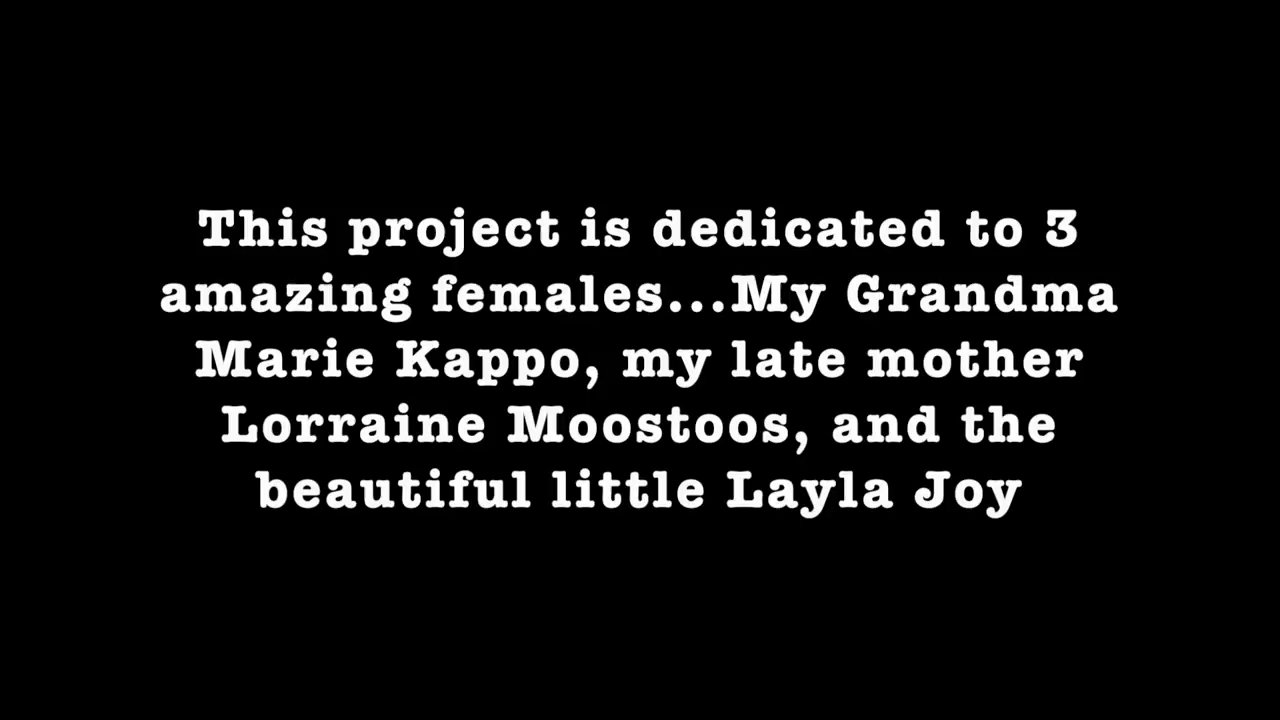 This project is dedicated to 3
amazing females...My Grandma
Marie Kappo, my late mother
Lorraine Moostoos, and the
beautiful little Layla Joy